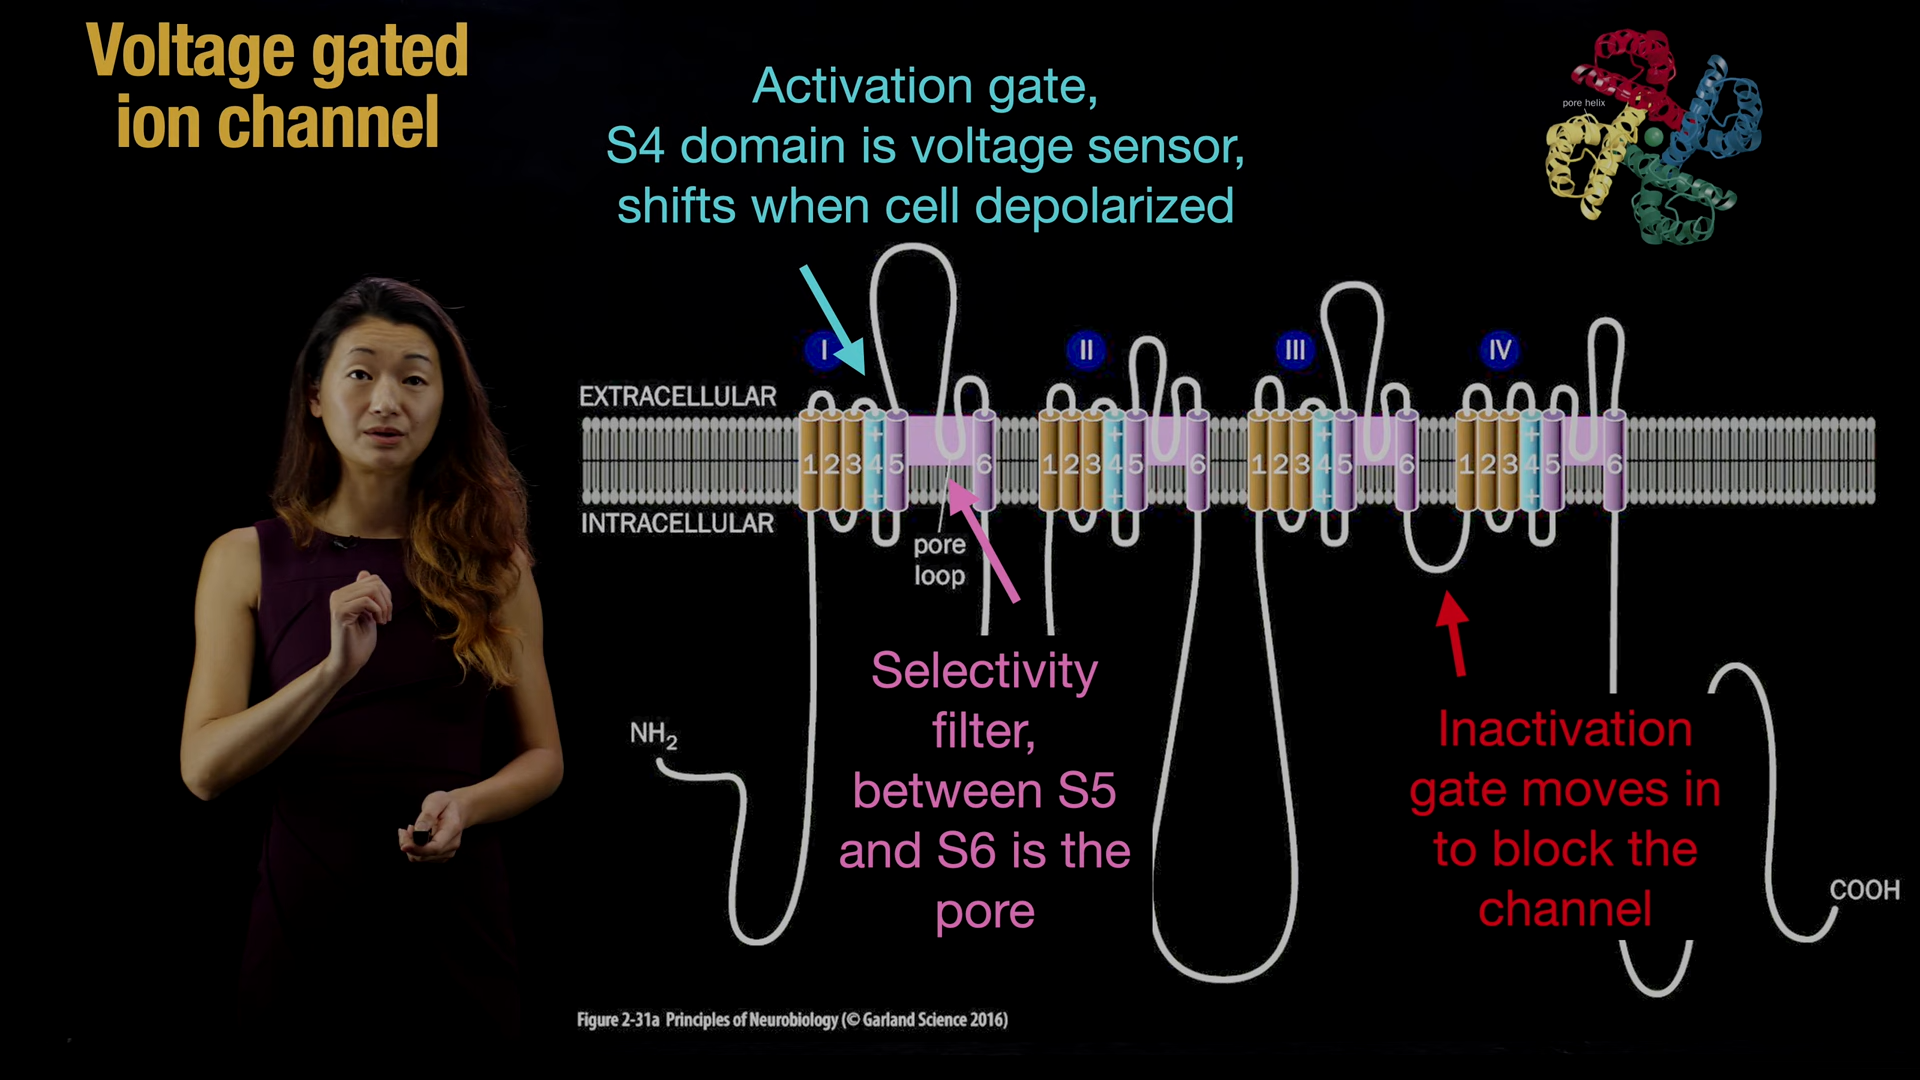 Voltage gated
ion channel
Activation gate,
S4 domain is voltage sensor,
shifts when cell depolarized
pore helix
I
II
III
IV
EXTRACELLULAR
1 2 3 4 5 6 1 2 3 4 5 6 1 2 3 4 5 6 1 2 3 4 5 6
+ + + +
+ + + +
INTRACELLULAR
pore
loop
Selectivity
filter,
between S5
and S6 is the
pore
Inactivation
gate moves in
to block the
channel
NH2
COOH
Figure 2-31a Principles of Neurobiology (© Garland Science 2016)